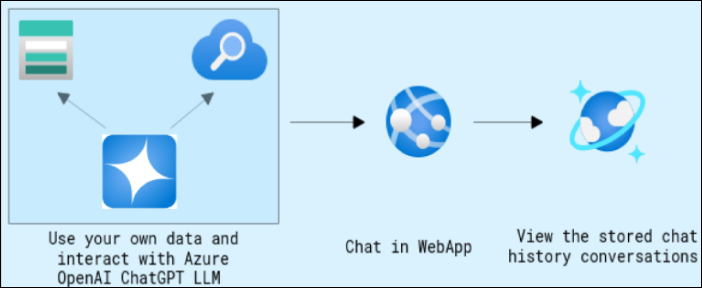 Use your own data and
interact with Azure
OpenAI ChatGPT LLM
Chat in WebApp
View the stored chat
history conversations